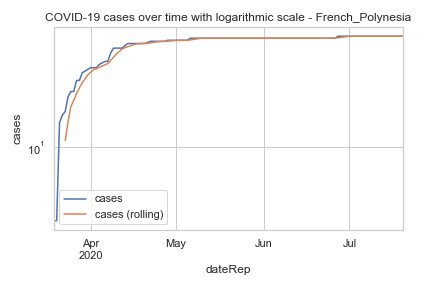 COVID-19 cases over time with logarithmic scale - French_Polynesia
cases
10¹
cases
cases (rolling)
Apr
2020
May
Jun
Jul
dateRep